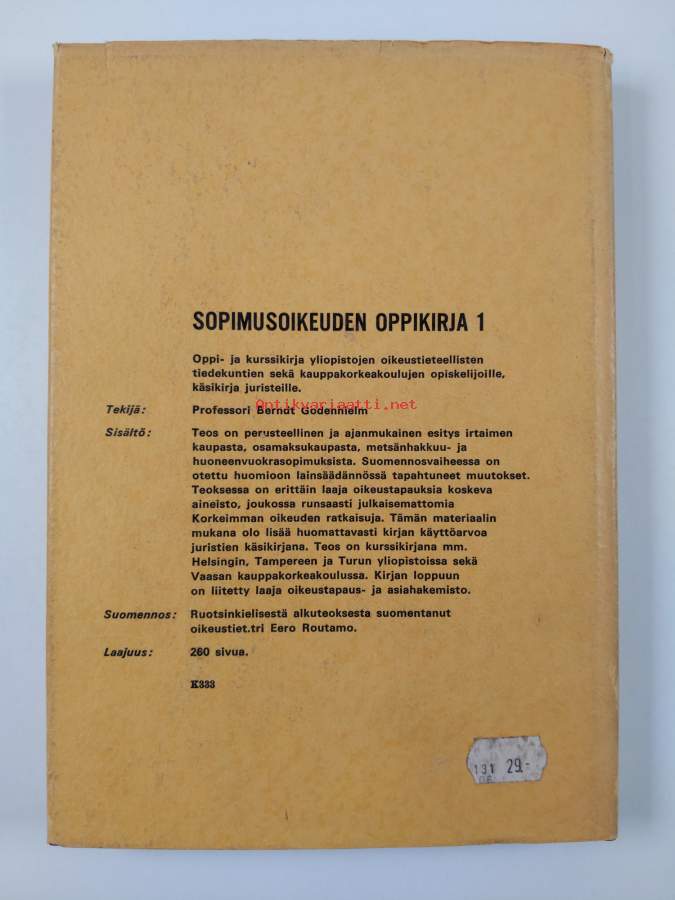 SOPIMUSOIKEUDEN OPPIKIRJA 1
Oppi- ja kurssikirja yliopistojen oikeustieteellisten
tiedekuntien sekä kauppakorkeakoulujen opiskelijoille,
käsikirja juristeille.
Antikvariaatti.net
Tekijä: Professori Berndt Godenhielm
Sisältö: Teos on perusteellinen ja ajanmukainen esitys irtaimen
kaupasta, osamaksukaupasta, metsänhakkuu- ja
huoneenvuokrasopimuksista. Suomennosvaiheessa on
otettu huomioon lainsäädännössä tapahtuneet muutokset.
Teoksessa on erittäin laaja oikeustapauksia koskeva
aineisto, joukossa runsaasti julkaisemattomia
Korkeimman oikeuden ratkaisuja. Tämän materiaalin
mukana olo lisää huomattavasti kirjan käyttöarvoa
juristien käsikirjana. Teos on kurssikirjana mm.
Helsingin, Tampereen ja Turun yliopistoissa sekä
Vaasan kauppakorkeakoulussa. Kirjan loppuun
on liitetty laaja oikeustapaus- ja asiahakemisto.
Suomennos: Ruotsinkielisestä alkuteoksesta suomentanut
oikeustiet.tri Eero Routamo.
Laajuus: 260 sivua.
K333
131 29.-